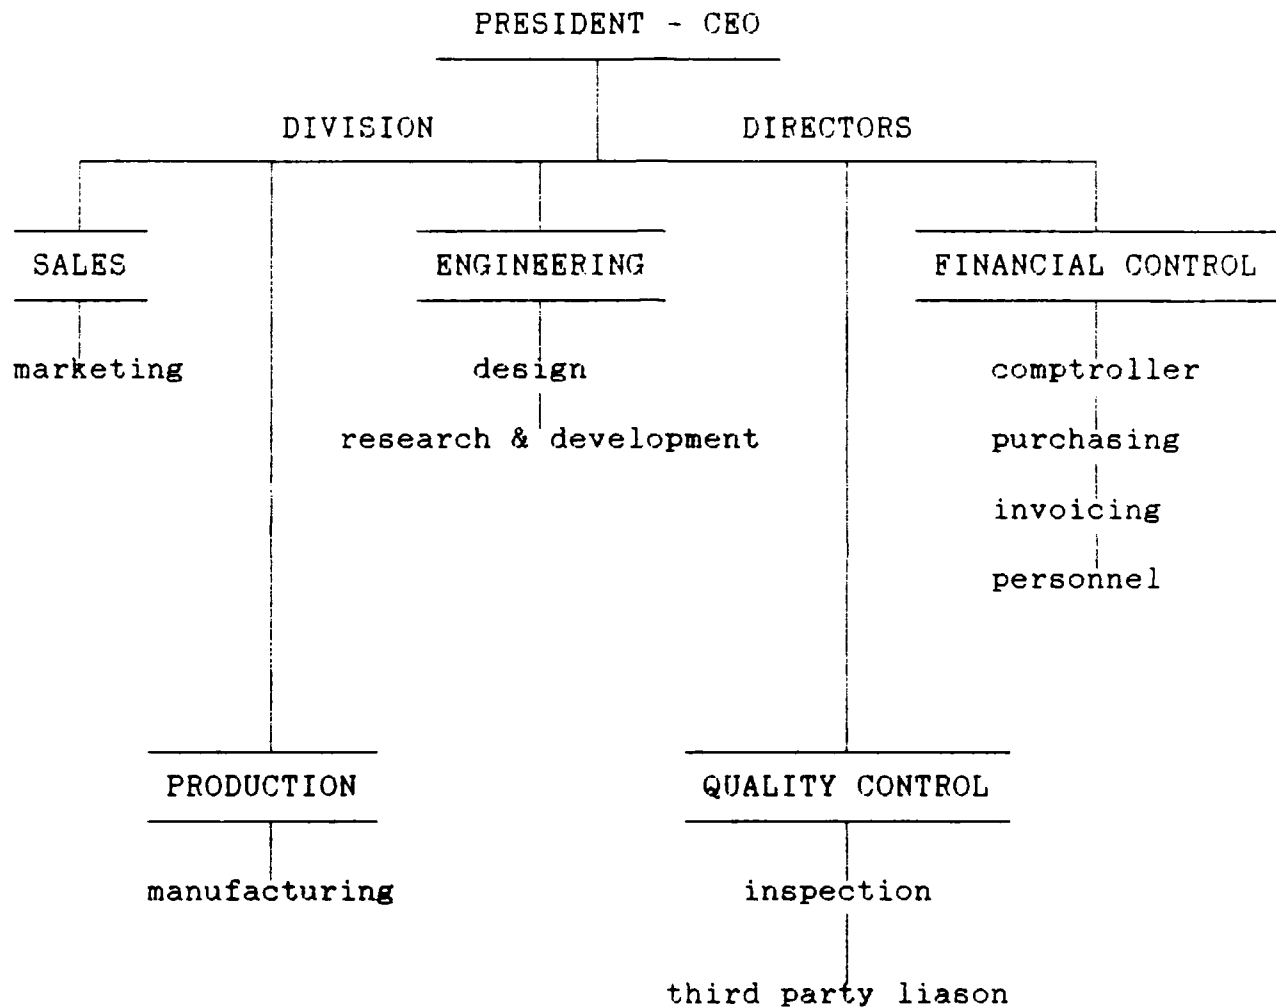 PRESIDENT - CEO
DIVISION DIRECTORS
SALES ENGINEERING FINANCIAL CONTROL
marketing design comptroller
research & development purchasing
invoicing
personnel
PRODUCTION QUALITY CONTROL
manufacturing inspection
third party liason